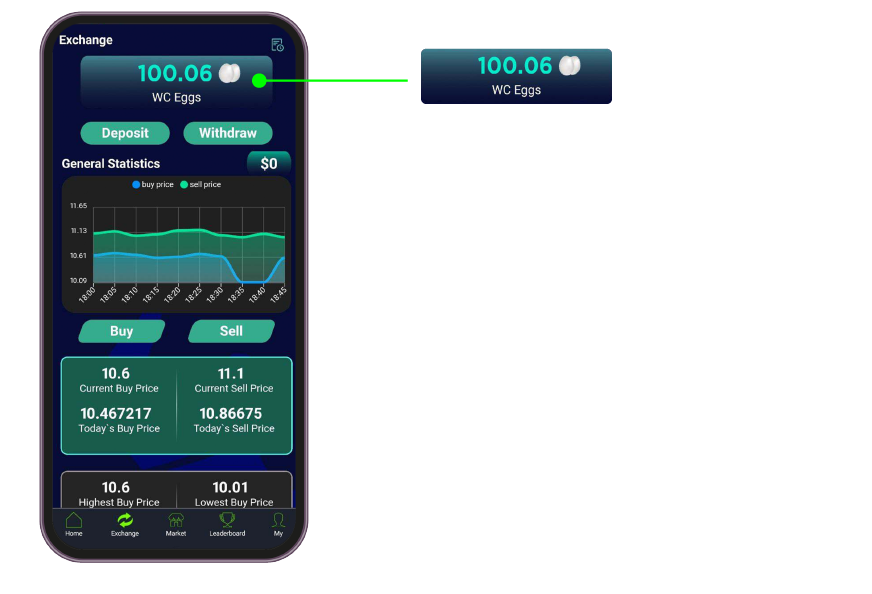 Exchange
100.06
WC Eggs
Deposit
Withdraw
General Statistics
$0
buy price
sell price
11.65
11.13
10.61
10.09
18:00
18:05
18:10
18:15
18:20
18:25
18:30
18:35
18:40
18:45
Buy
Sell
10.6
11.1
Current Buy Price
Current Sell Price
10.467217
10.86675
Today`s Buy Price
Today`s Sell Price
10.6
10.01
Highest Buy Price
Lowest Buy Price
Home
Exchange
Market
Leaderboard
My
100.06
WC Eggs